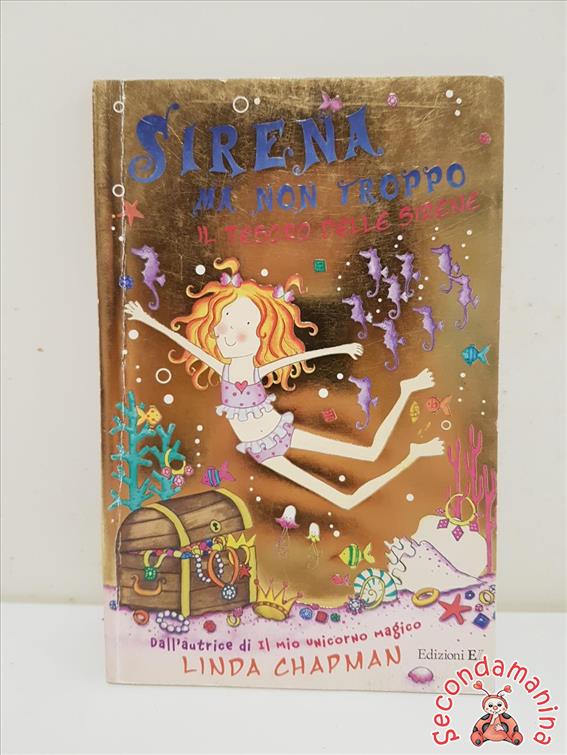 SIRENA
MA NON TROPPO
IL TESORO DELLE SIRENE
Dall'autrice di Il mio unicorno magico
LINDA CHAPMAN
Edizioni EL
Secondamanina